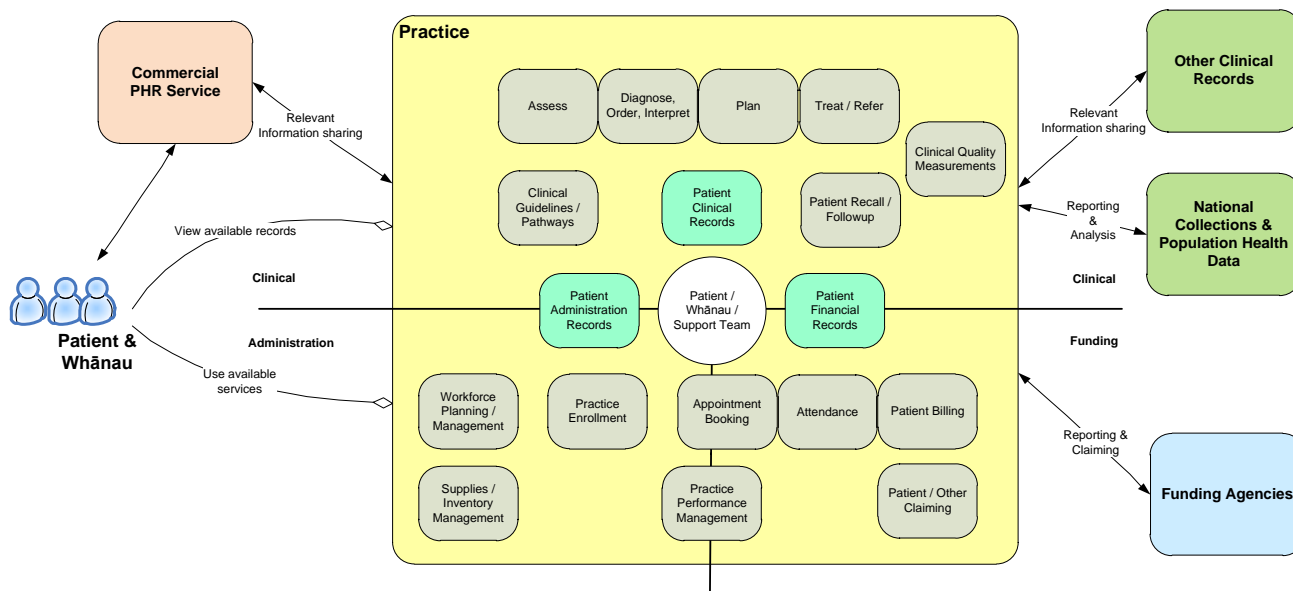 Practice
Commercial
PHR Service
Other Clinical
Records
Assess
Diagnose,
Order, Interpret
Plan
Treat / Refer
Relevant
Information sharing
Relevant
Information sharing
Clinical Quality
Measurements
Clinical
Guidelines /
Pathways
Patient
Clinical
Records
Patient Recall /
Followup
National
Collections &
Population Health
Data
Reporting
&
Analysis
View available records
Clinical
Clinical
Patient
Administration
Records
Patient /
Whānau /
Support Team
Patient
Financial
Records
Patient &
Whānau
Administration
Funding
Use available
services
Workforce
Planning /
Management
Practice
Enrollment
Appointment
Booking
Attendance
Patient Billing
Reporting &
Claiming
Supplies /
Inventory
Management
Practice
Performance
Management
Patient / Other
Claiming
Funding Agencies